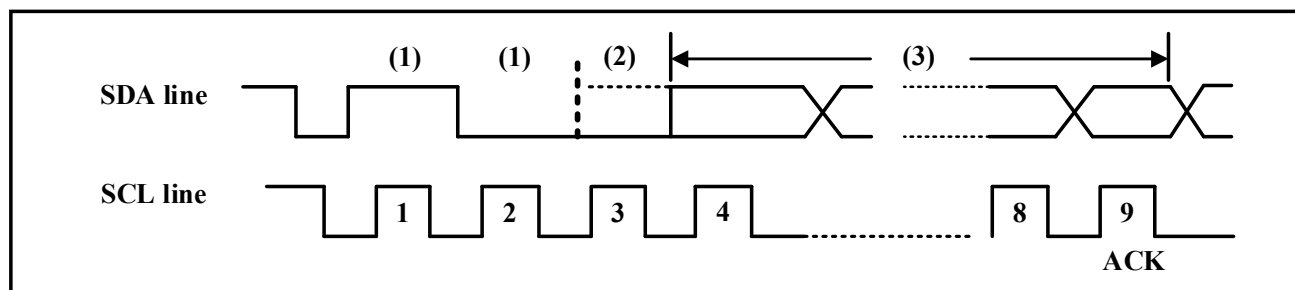 (1) (1) (2) (3)
SDA line
SCL line
1 2 3 4 8 9
ACK